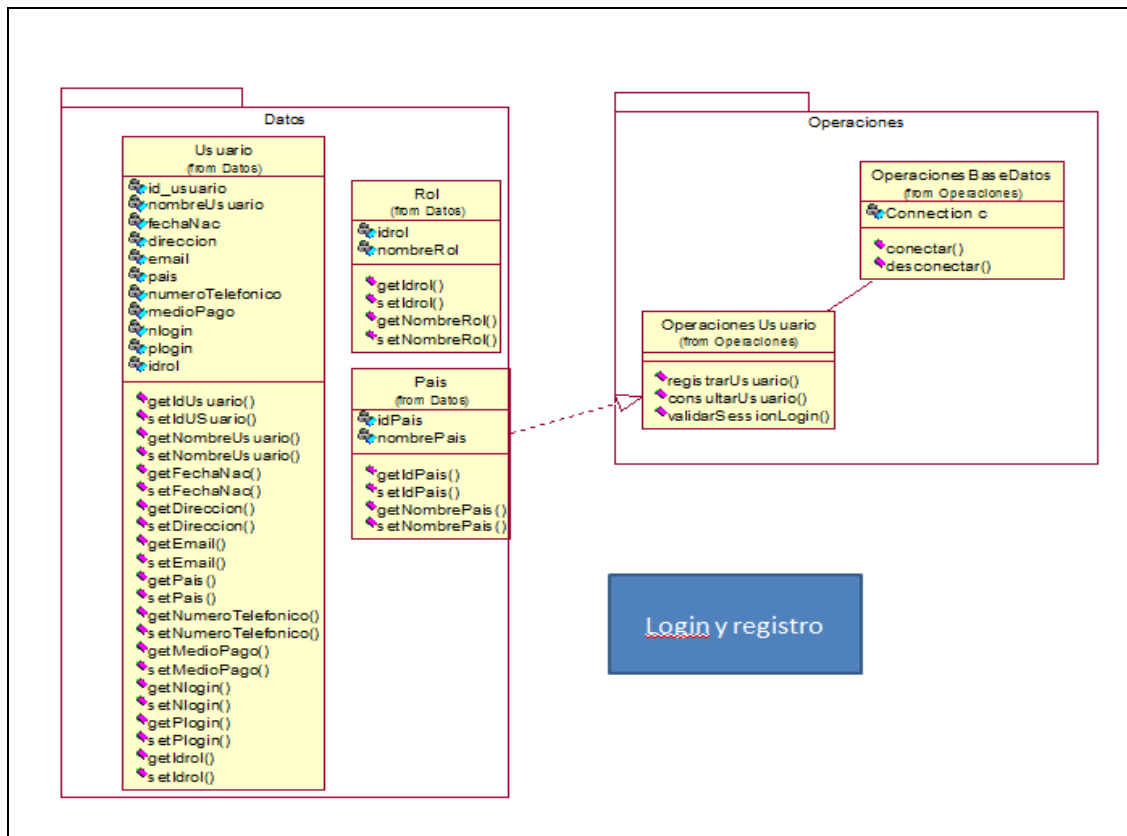 Datos
Usuario
(from Datos)
id_usuario
nombreUsuario
fechaNac
direccion
email
pais
numeroTelefonico
medioPago
nlogin
plogin
idrol
getIdUsuario()
setIdUSuario()
getNombreUsuario()
setNombreUsuario()
getFechaNac()
setFechaNac()
getDireccion()
setDireccion()
getEmail()
setEmail()
getPais()
setPais()
getNumeroTelefonico()
setNumeroTelefonico()
getMedioPago()
setMedioPago()
getNlogin()
setNlogin()
getPlogin()
setPlogin()
getIdrol()
setIdrol()
Rol
(from Datos)
idrol
nombreRol
getIdrol()
setIdrol()
getNombreRol()
setNombreRol()
Pais
(from Datos)
idPais
nombrePais
getIdPais()
setIdPais()
getNombrePais()
setNombrePais()
Operaciones
OperacionesBaseDatos
(from Operaciones)
Connection c
conectar()
desconectar()
OperacionesUsuario
(from Operaciones)
registrarUsuario()
consultarUsuario()
validarSessionLogin()
Login y registro